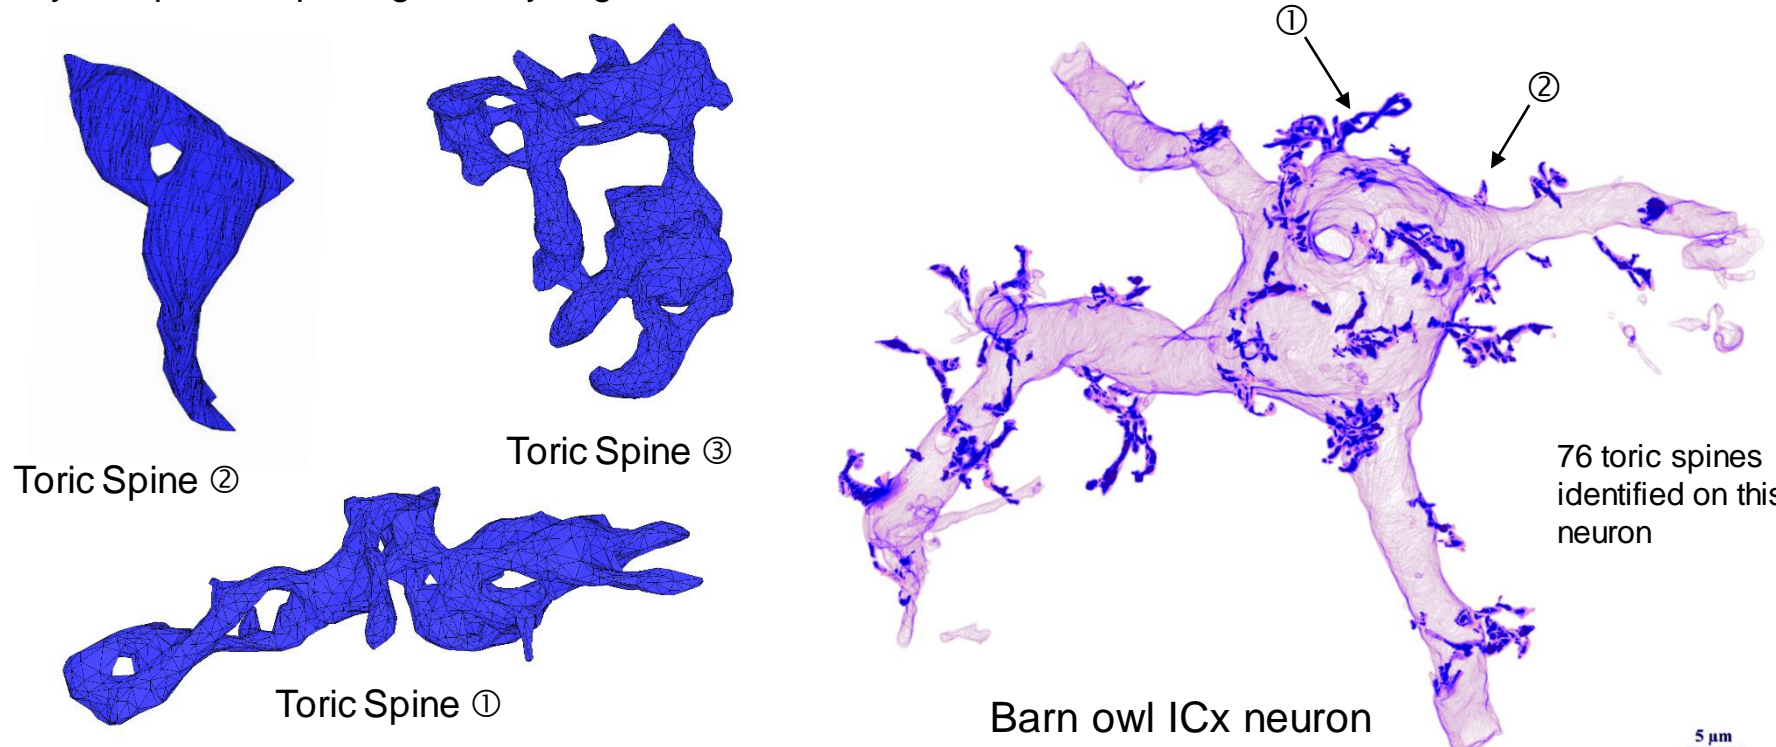 ①
②
Toric Spine ③
Toric Spine ②
76 toric spines
identified on this
neuron
Toric Spine ①
Barn owl ICx neuron
5 µm